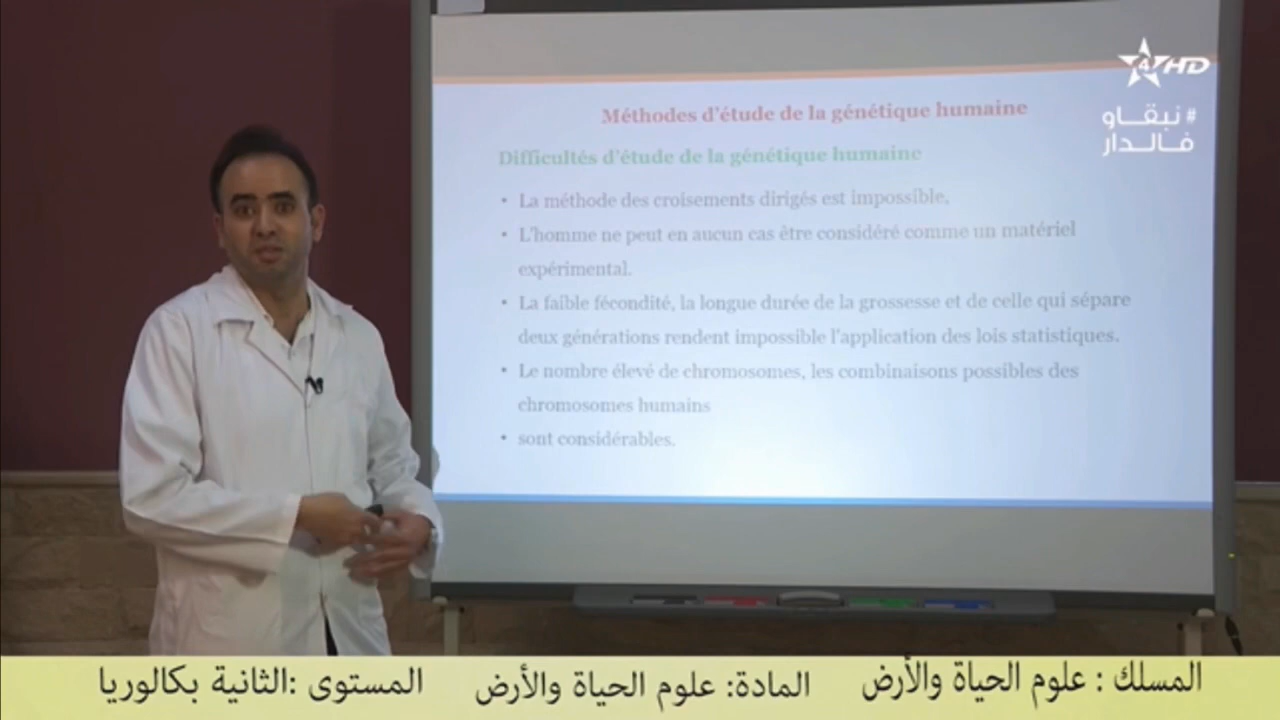 4 HD
# نبقاو
فالدار
Méthodes d'étude de la génétique humaine
Difficultés d'étude de la génétique humaine
• La méthode des croisements dirigés est impossible,
• L'homme ne peut en aucun cas être considéré comme un matériel
expérimental.
• La faible fécondité, la longue durée de la grossesse et de celle qui sépare
deux générations rendent impossible l'application des lois statistiques.
• Le nombre élevé de chromosomes, les combinaisons possibles des
chromosomes humains
• sont considérables.
المسلك : علوم الحياة والأرض
المادة: علوم الحياة والأرض
المستوى :الثانية بكالوريا